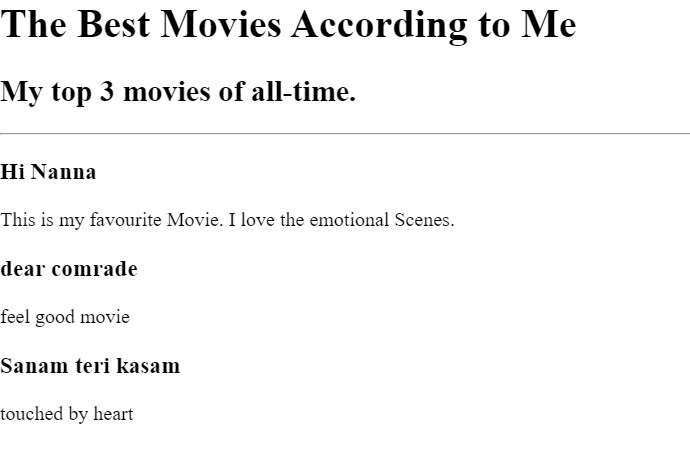 The Best Movies According to Me
My top 3 movies of all-time.
Hi Nanna
This is my favourite Movie. I love the emotional Scenes.
dear comrade
feel good movie
Sanam teri kasam
touched by heart